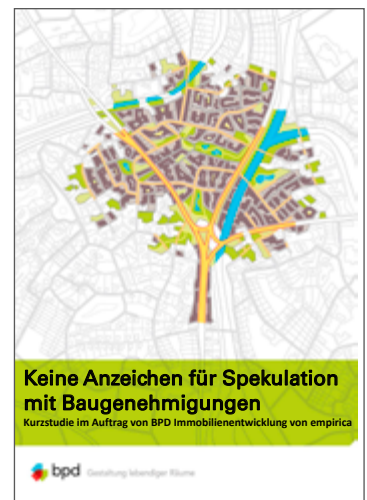 Keine Anzeichen für Spekulation
mit Baugenehmigungen
Kurzstudie im Auftrag von BPD Immobilienentwicklung von empirica
bpd Gestaltung lebendiger Räume